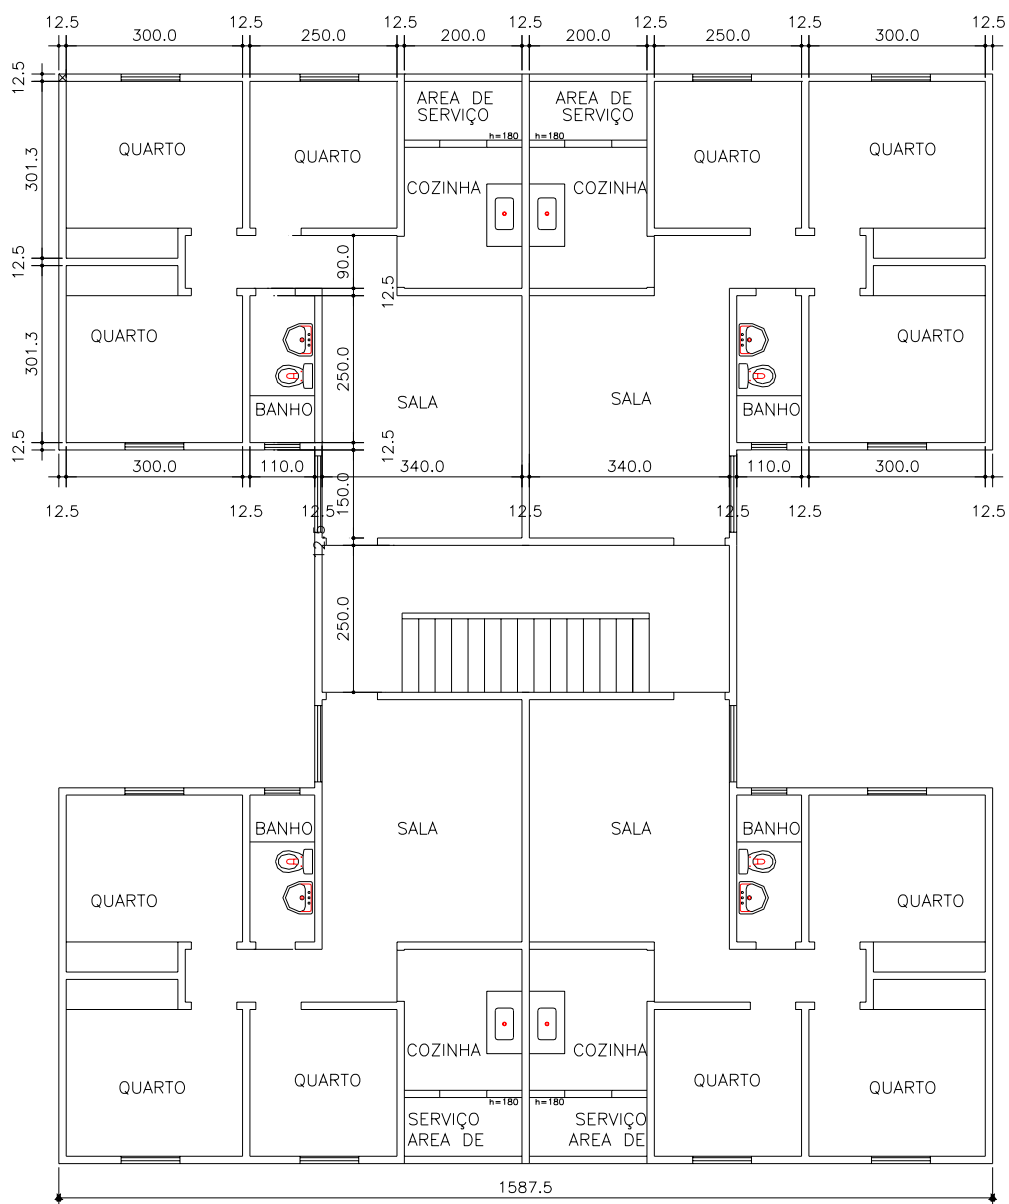 12.5 12.5 12.5 12.5 12.5 12.5 12.5
300.0 250.0 200.0 200.0 250.0 300.0
12.5
AREA DE
SERVIÇO
AREA DE
SERVIÇO
h=180 h=180
QUARTO QUARTO QUARTO QUARTO
301.3
COZINHA COZINHA
12.5
90.0
12.5
QUARTO QUARTO
301.3
250.0
BANHO SALA SALA BANHO
12.5
12.5
300.0 110.0 340.0 340.0 110.0 300.0
150.0
12.5 12.5 12.5 12.5 12.5 12.5 12.5
12.5
250.0
BANHO SALA SALA BANHO
QUARTO QUARTO
COZINHA COZINHA
QUARTO QUARTO QUARTO QUARTO
h=180 h=180
SERVIÇO
AREA DE
SERVIÇO
AREA DE
1587.5